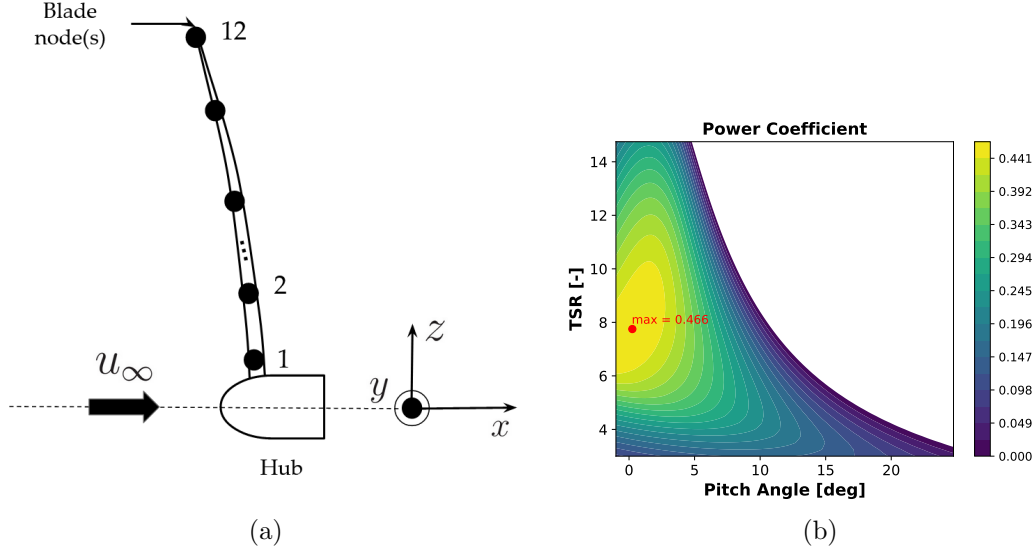 Blade
node(s)
12
2
1
u∞
z
y
x
Hub
(a)
Power Coefficient
14
12
10
8
6
4
TSR [-]
max = 0.466
0 5 10 15 20
Pitch Angle [deg]
0.441
0.392
0.343
0.294
0.245
0.196
0.147
0.098
0.049
0.000
(b)